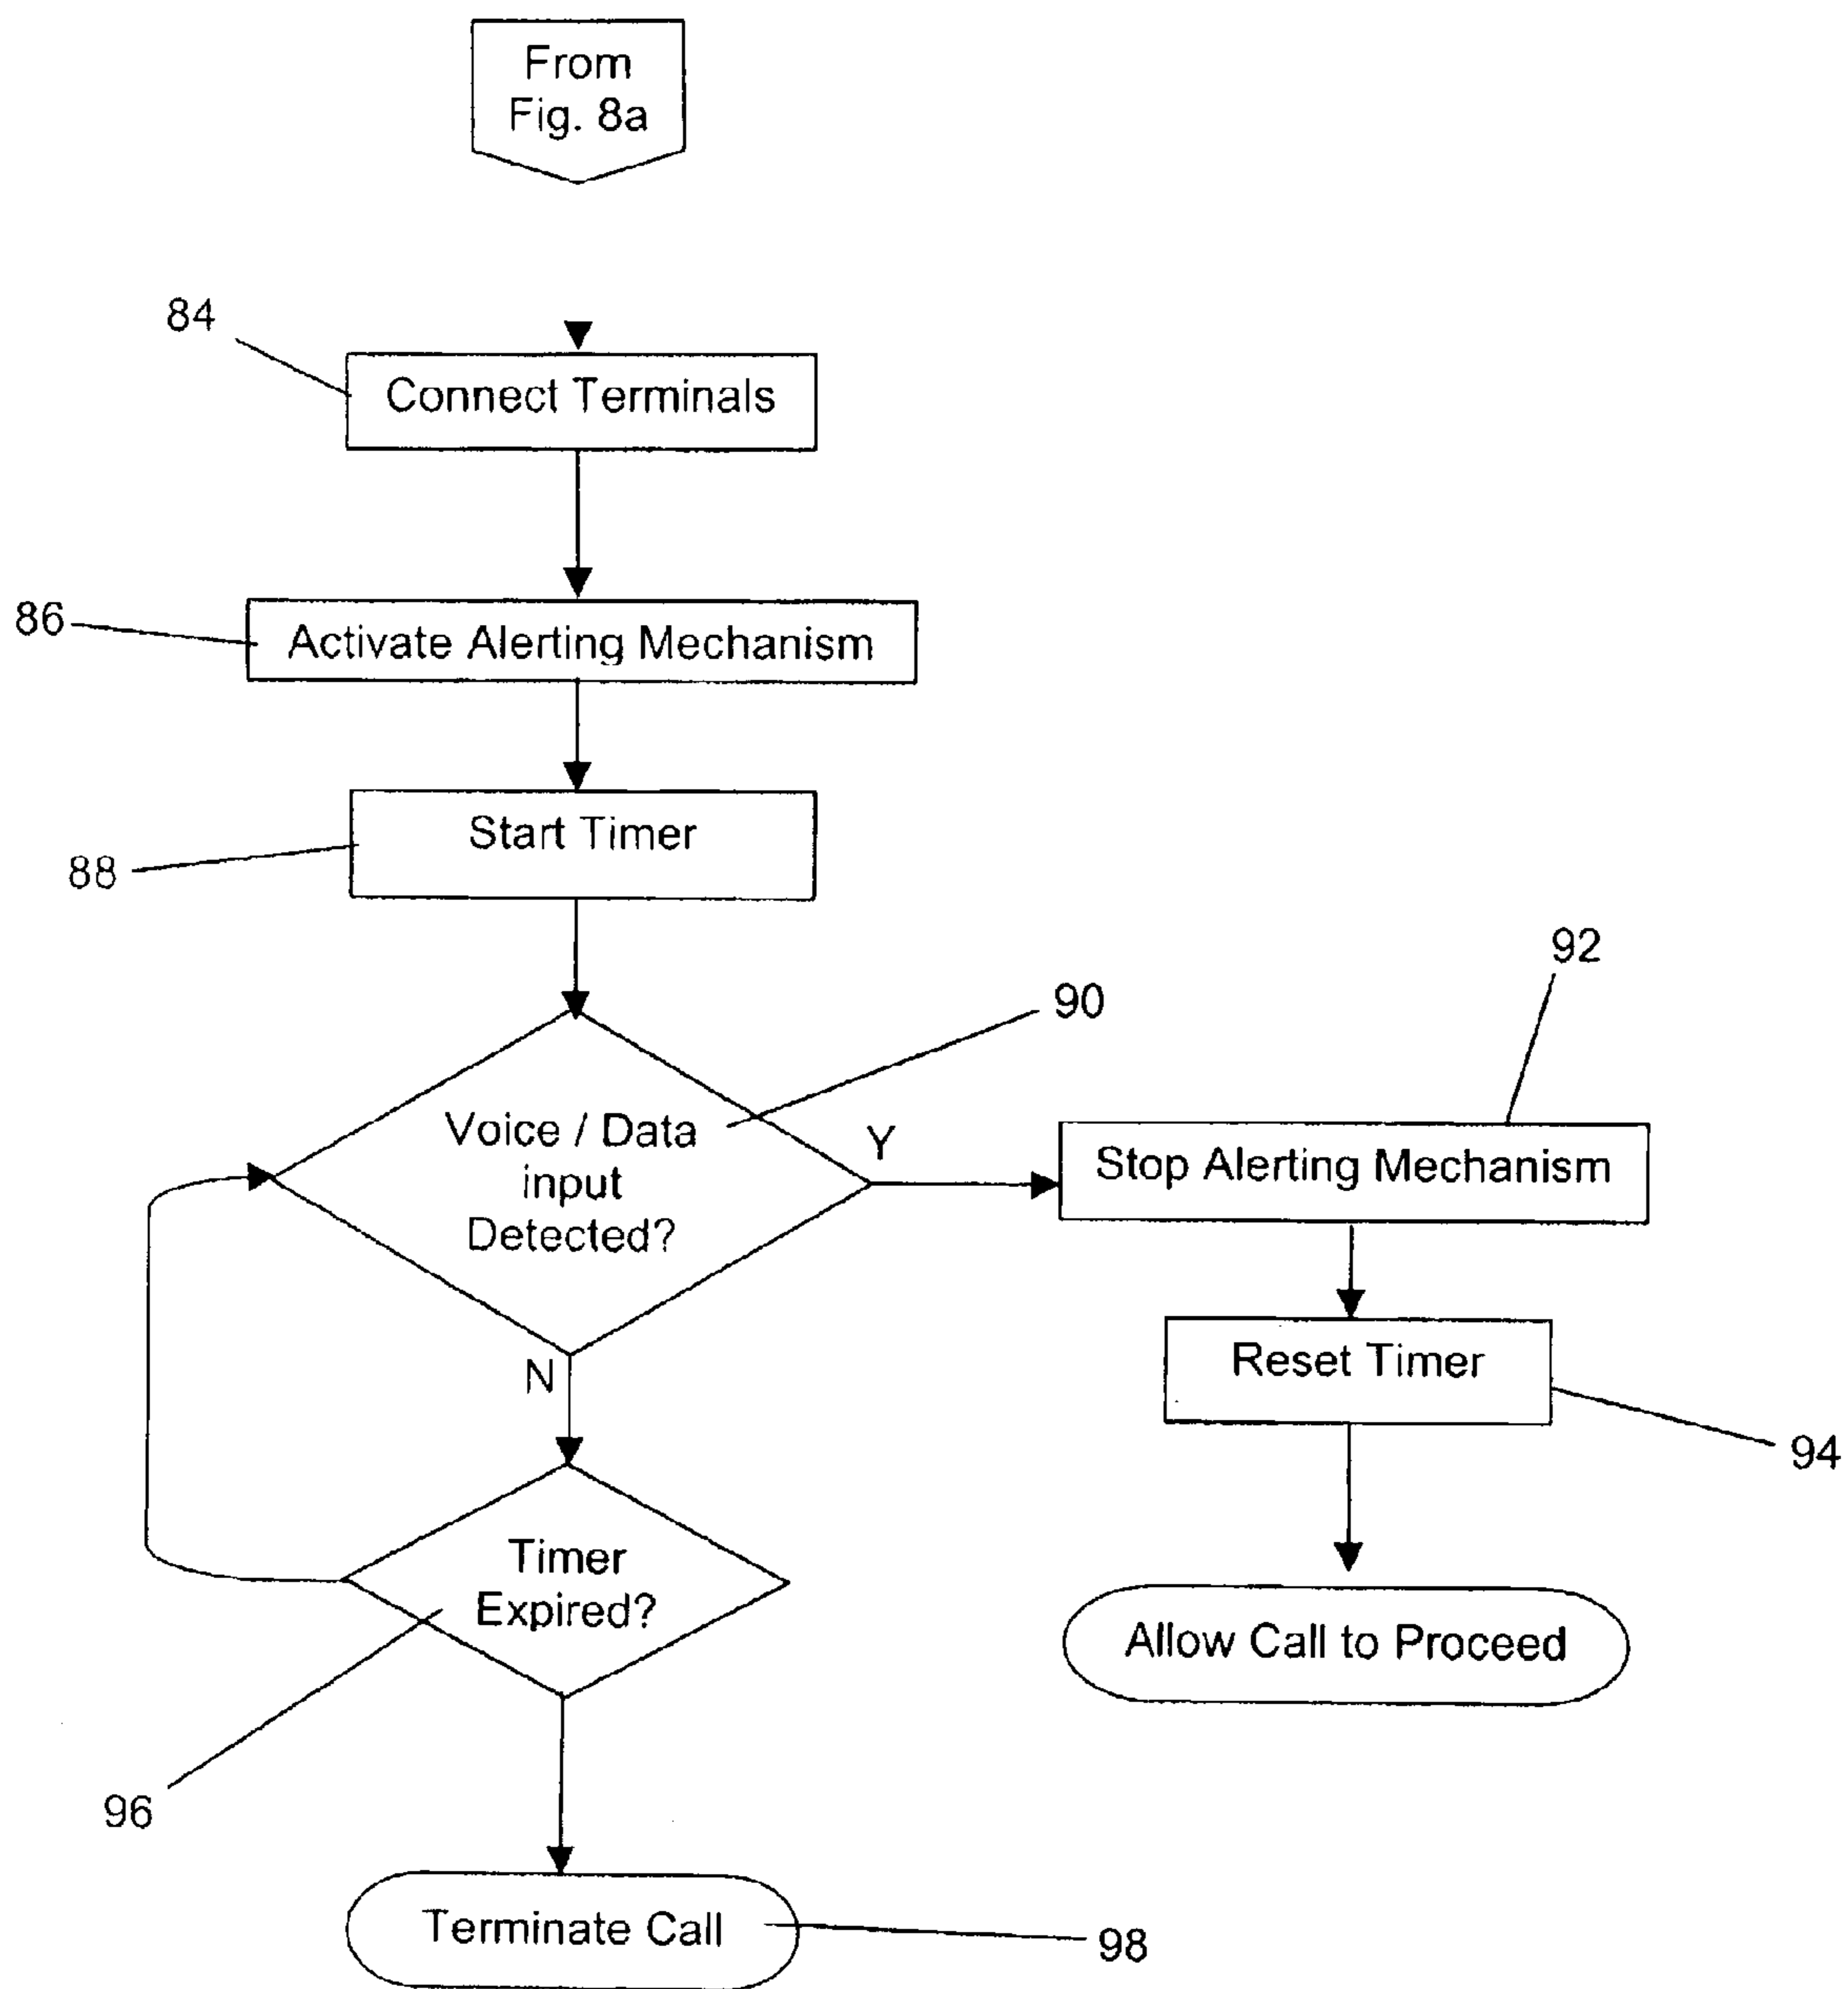 From
Fig. 8a
84
Connect Terminals
86
Activate Alerting Mechanism
Start Timer
88
92
90
Voice / Data
input
Detected?
Y
Stop Alerting Mechanism
N
Reset Timer
94
Timer
Expired?
Allow Call to Proceed
96
Terminate Call
98